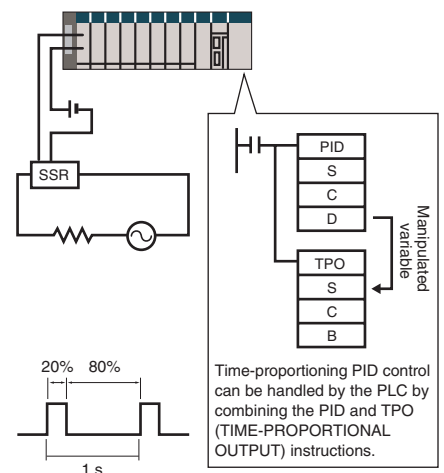 SSR
PID
S
C
D
Manipulated
variable
TPO
S
C
B
Time-proportioning PID control
can be handled by the PLC by
combining the PID and TPO
(TIME-PROPORTIONAL
OUTPUT) instructions.
20% 80%
1 s